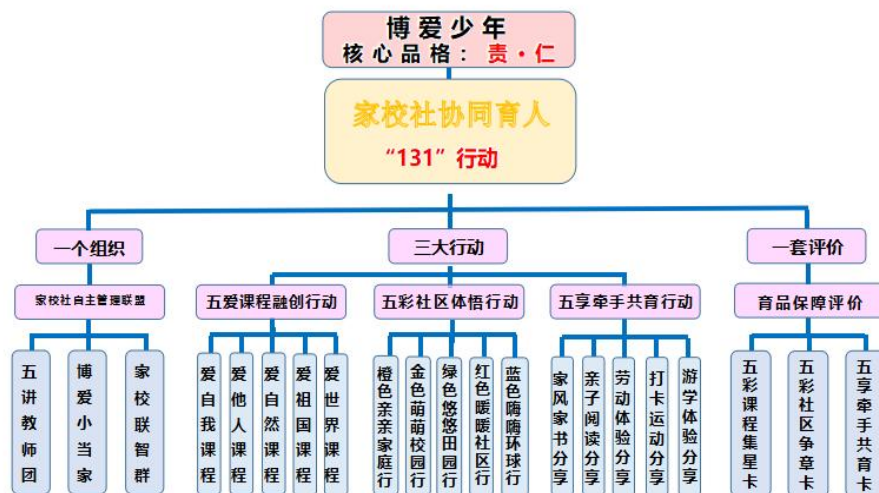 博爱少年
核心品格：责·仁
家校社协同育人
“131”行动
一个组织
三大行动
一套评价
家校社自主管理联盟
五爱课程融创行动
五彩社区体悟行动
五享牵手共育行动
育品保障评价
五讲教师团
博爱小当家
家校联智群
爱自我课程
爱他人课程
爱自然课程
爱祖国课程
爱世界课程
橙色亲亲家庭行
金色萌萌校园行
绿色悠悠田园行
红色暖暖社区行
蓝色嗨嗨环球行
家风家书分享
亲子阅读分享
劳动体验分享
打卡运动分享
游学体验分享
五彩课程集星卡
五彩社区争章卡
五享牵手共育卡